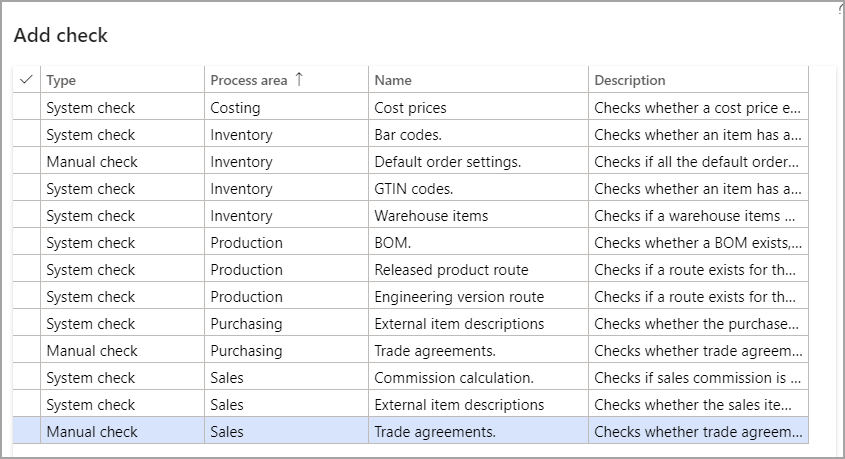 Add check
Type Process area ↑ Name Description
System check Costing Cost prices Checks whether a cost price e...
System check Inventory Bar codes. Checks whether an item has a...
Manual check Inventory Default order settings. Checks if all the default order...
System check Inventory GTIN codes. Checks whether an item has a...
System check Inventory Warehouse items Checks if a warehouse items ...
System check Production BOM. Checks whether a BOM exists,...
System check Production Released product route Checks if a route exists for th...
System check Production Engineering version route Checks if a route exists for th...
System check Purchasing External item descriptions Checks whether the purchase...
Manual check Purchasing Trade agreements. Checks whether trade agreem...
System check Sales Commission calculation. Checks if sales commission is ...
System check Sales External item descriptions Checks whether the sales ite...
Manual check Sales Trade agreements. Checks whether trade agreem...